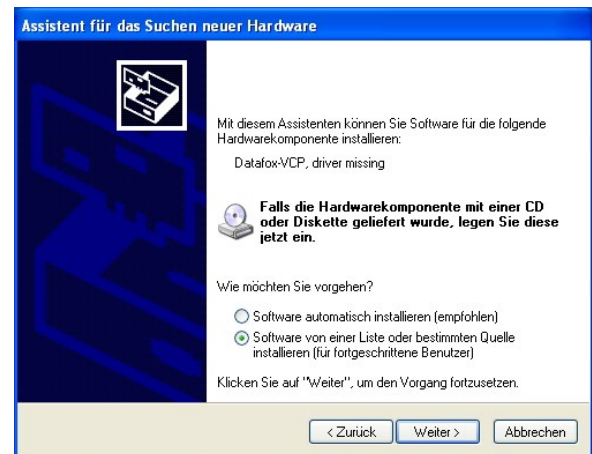 Assistent für das Suchen neuer Hardware
Mit diesem Assistenten können Sie Software für die folgende
Hardwarekomponente installieren:
Datafox-VCP, driver missing
Falls die Hardwarekomponente mit einer CD
oder Diskette geliefert wurde, legen Sie diese
jetzt ein.
Wie möchten Sie vorgehen?
Software automatisch installieren (empfohlen)
Software von einer Liste oder bestimmten Quelle
installieren (für fortgeschrittene Benutzer)
Klicken Sie auf "Weiter", um den Vorgang fortzusetzen.
< Zurück Weiter > Abbrechen